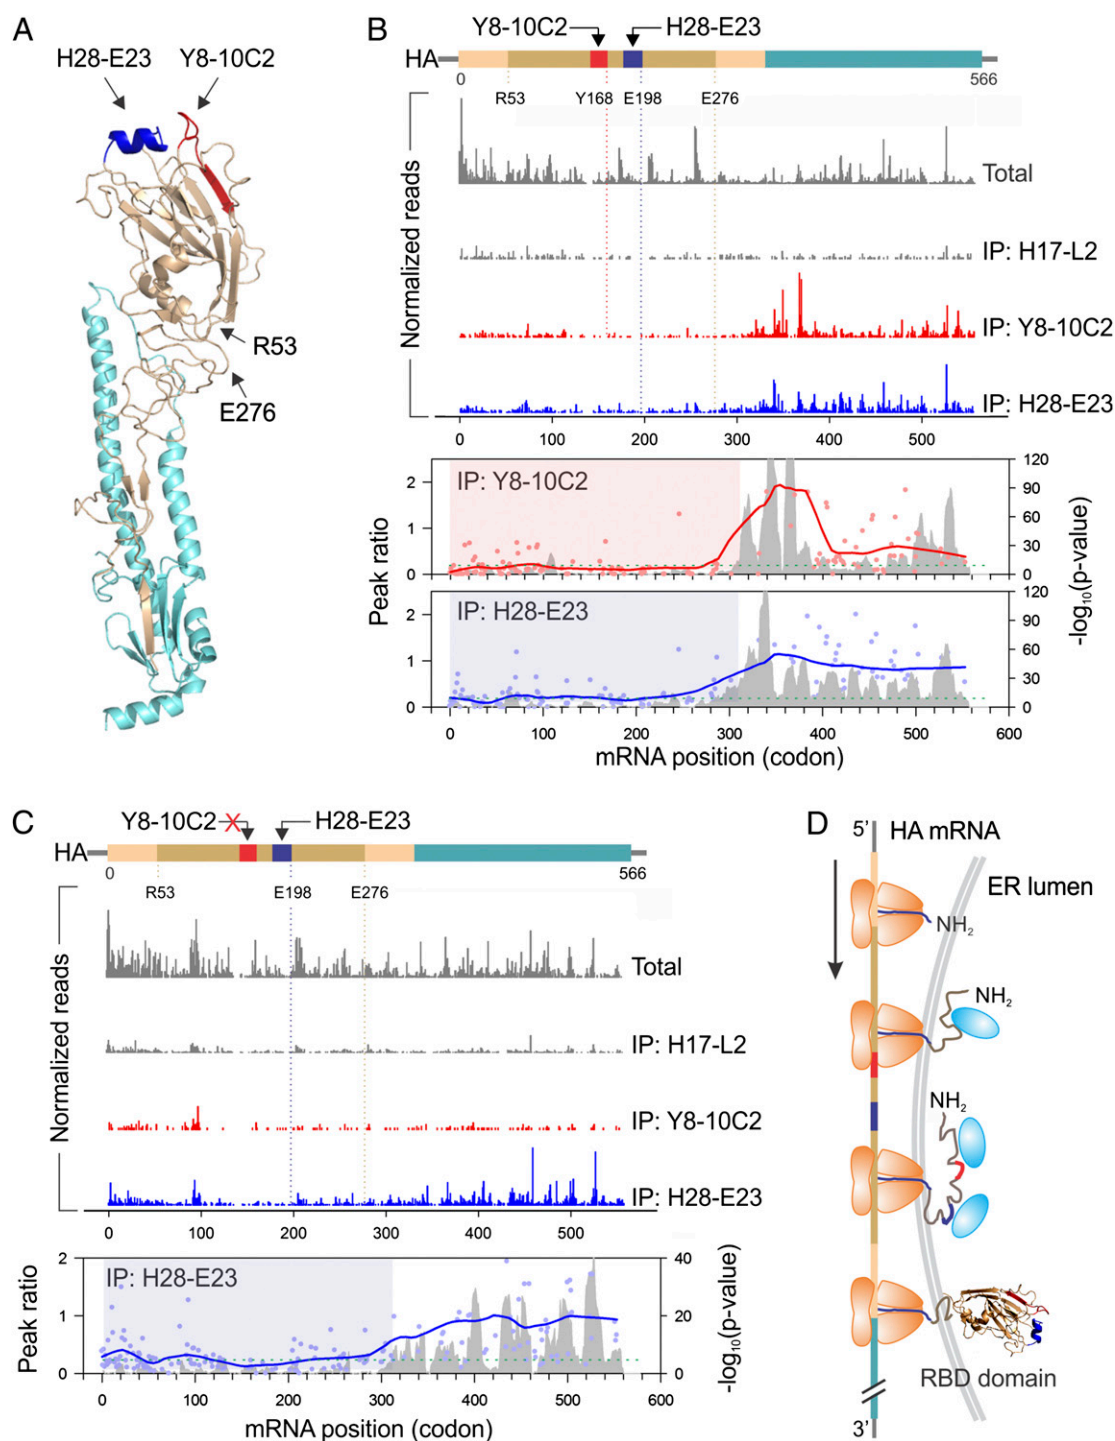 A
H28-E23
Y8-10C2
R53
E276
B
Y8-10C2
H28-E23
HA
0
566
R53
Y168
E198
E276
Normalized reads
Total
IP: H17-L2
IP: Y8-10C2
IP: H28-E23
0 100 200 300 400 500
IP: Y8-10C2
2
1
0
120
90
60
30
0
IP: H28-E23
2
1
0
120
90
60
30
0
Peak ratio
-log10(p-value)
0 100 200 300 400 500 600
mRNA position (codon)
C
Y8-10C2
H28-E23
HA
0
566
R53
E198
E276
Normalized reads
Total
IP: H17-L2
IP: Y8-10C2
IP: H28-E23
0 100 200 300 400 500
IP: H28-E23
Peak ratio
2
1
0
40
20
0
-log10(p-value)
0 100 200 300 400 500 600
mRNA position (codon)
D
5’
HA mRNA
ER lumen
NH2
NH2
NH2
RBD domain
3’